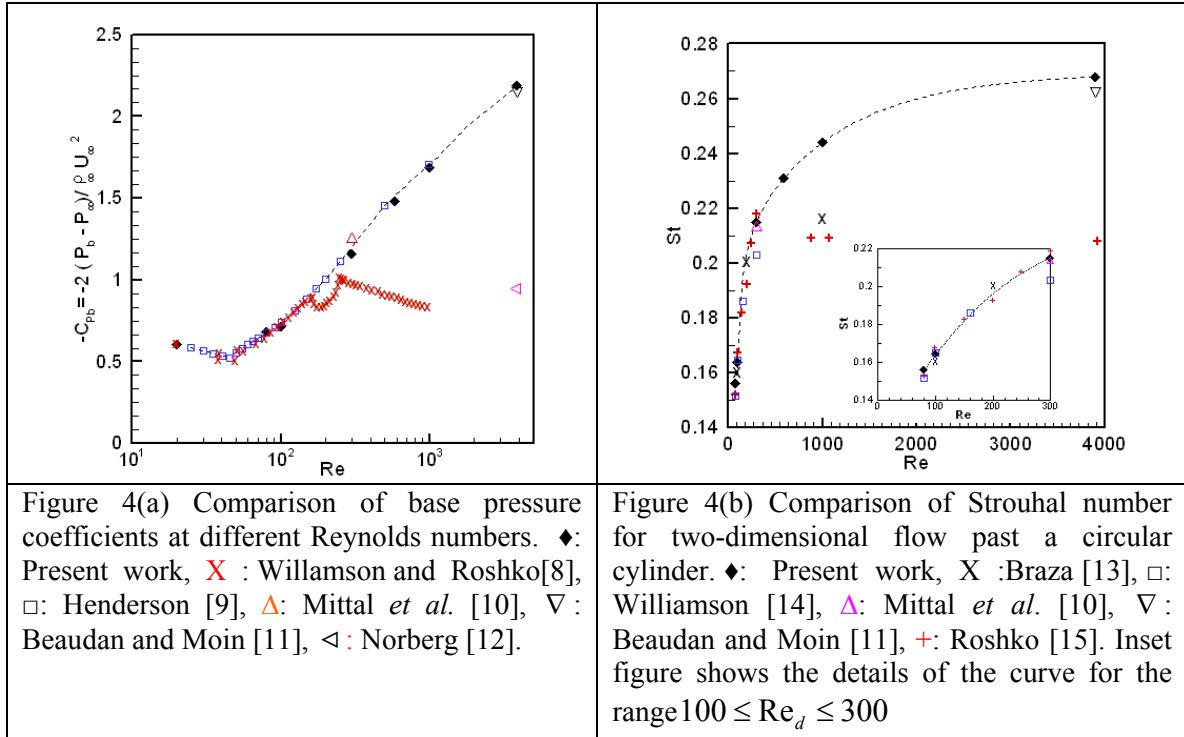 2.5
2
1.5
1
0.5
0
10^1
10^2
10^3
Re
-C_Pb = -2 ( P_b - P_∞ )/ ρ_∞ U_∞^2
0.28
0.26
0.24
0.22
0.2
0.18
0.16
0.14
0
1000
2000
3000
4000
Re
St
0.22
0.20
0.18
0.16
0.14
0
100
200
300
Re
St
Figure 4(a) Comparison of base pressure
coefficients at different Reynolds numbers. ♦:
Present work, X : Willamson and Roshko[8],
□: Henderson [9], Δ: Mittal et al. [10], ∇ :
Beaudan and Moin [11], ⊲ : Norberg [12].
Figure 4(b) Comparison of Strouhal number
for two-dimensional flow past a circular
cylinder. ♦: Present work, X :Braza [13], □:
Williamson [14], Δ: Mittal et al. [10], ∇ :
Beaudan and Moin [11], +: Roshko [15]. Inset
figure shows the details of the curve for the
range 100 ≤ Re_d ≤ 300